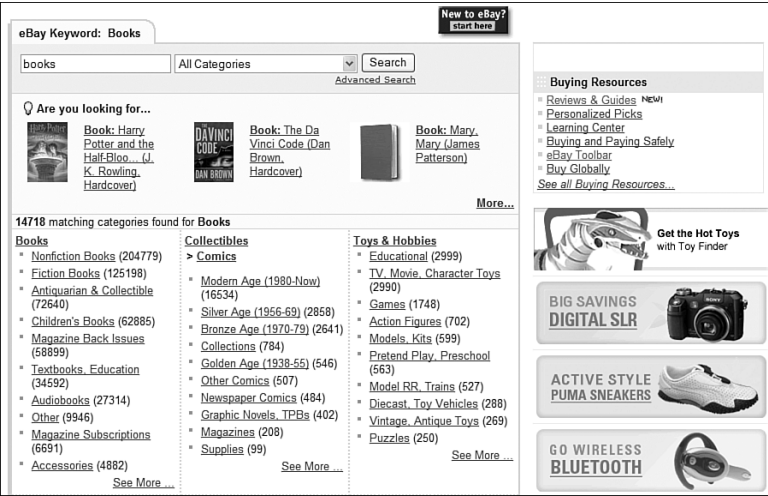 New to eBay?
start here
eBay Keyword: Books
books
All Categories
Search
Advanced Search
Are you looking for...
Harry Potter
Book: Harry
Potter and the
Half-Bloo... (J.
K. Rowling,
Hardcover)
THE
DAVINCI
CODE
DAN BROWN
Book: The Da
Vinci Code (Dan
Brown,
Hardcover)
Book: Mary,
Mary (James
Patterson)
More...
14718 matching categories found for Books
Books
Nonfiction Books (204779)
Fiction Books (125198)
Antiquarian & Collectible
(72640)
Children's Books (62885)
Magazine Back Issues
(58899)
Textbooks, Education
(34592)
Audiobooks (27314)
Other (9946)
Magazine Subscriptions
(6691)
Accessories (4882)
See More ...
Collectibles
> Comics
Modern Age (1980-Now)
(16534)
Silver Age (1956-69) (2858)
Bronze Age (1970-79) (2641)
Collections (784)
Golden Age (1938-55) (546)
Other Comics (507)
Newspaper Comics (484)
Graphic Novels, TPBs (402)
Magazines (208)
Supplies (99)
See More ...
Toys & Hobbies
Educational (2999)
TV, Movie, Character Toys
(2990)
Games (1748)
Action Figures (702)
Models, Kits (599)
Pretend Play, Preschool
(563)
Model RR, Trains (527)
Diecast, Toy Vehicles (288)
Vintage, Antique Toys (269)
Puzzles (250)
See More ...
Buying Resources
Reviews & Guides NEW!
Personalized Picks
Learning Center
Buying and Paying Safely
eBay Toolbar
Buy Globally
See all Buying Resources...
Get the Hot Toys
with Toy Finder
BIG SAVINGS
DIGITAL SLR
SONY
ACTIVE STYLE
PUMA SNEAKERS
GO WIRELESS
BLUETOOTH